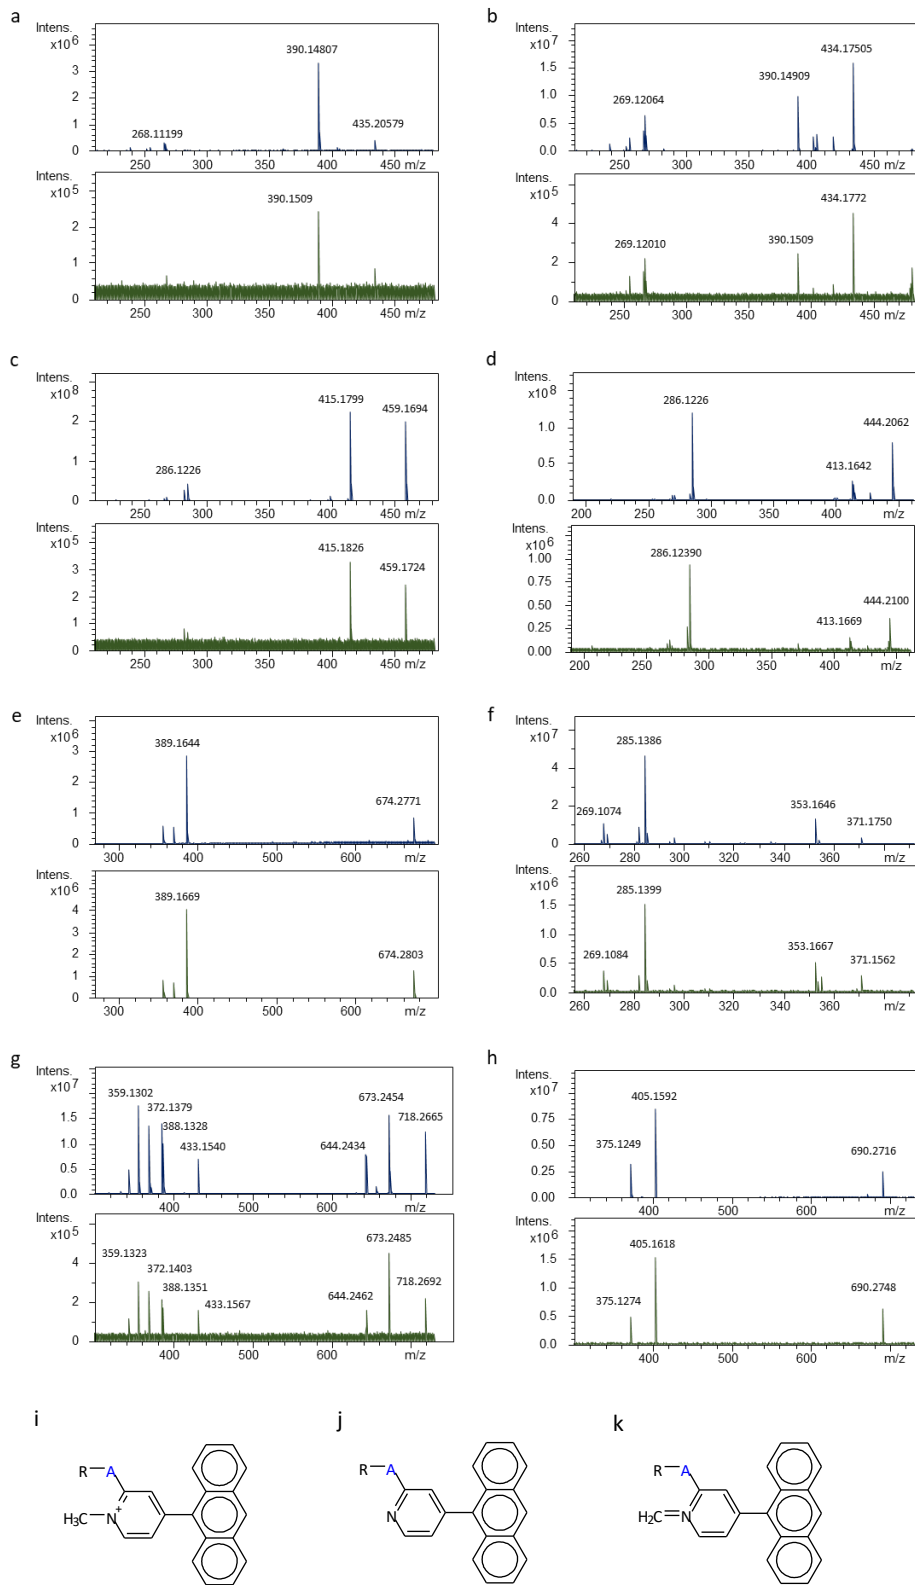 a
Intens.
x10^6
390.14807
435.20579
268.11199
3
2
1
0
250 300 350 400 450 m/z
Intens.
x10^5
390.1509
2
1
0
250 300 350 400 450 m/z
b
Intens.
x10^7
434.17505
390.14909
269.12064
1.5
1.0
0.5
0.0
250 300 350 400 450 m/z
Intens.
x10^5
434.1772
390.1509
269.12010
4
2
0
250 300 350 400 450 m/z
c
Intens.
x10^8
415.1799
459.1694
286.1226
2
1
0
250 300 350 400 450 m/z
Intens.
x10^5
415.1826
459.1724
3
2
1
0
250 300 350 400 450 m/z
d
Intens.
x10^8
286.1226
444.2062
413.1642
1.0
0.5
0.0
200 250 300 350 400 m/z
Intens.
x10^6
286.12390
444.2100
413.1669
1.00
0.75
0.50
0.25
0.00
200 250 300 350 400 m/z
e
Intens.
x10^6
389.1644
674.2771
3
2
1
0
300 400 500 600 m/z
Intens.
x10^6
389.1669
674.2803
4
3
2
1
0
300 400 500 600 m/z
f
Intens.
x10^7
285.1386
353.1646
371.1750
269.1074
4
2
0
260 280 300 320 340 360 m/z
Intens.
x10^6
285.1399
353.1667
371.1562
269.1084
1.5
1.0
0.5
0.0
260 280 300 320 340 360 m/z
g
Intens.
x10^7
359.1302
372.1379
388.1328
433.1540
673.2454
718.2665
644.2434
1.5
1.0
0.5
0.0
400 500 600 m/z
Intens.
x10^5
359.1323
372.1403
388.1351
433.1567
673.2485
718.2692
644.2462
4
2
0
400 500 600 m/z
h
Intens.
x10^7
405.1592
375.1249
690.2716
0.75
0.50
0.25
0.00
400 500 600 m/z
Intens.
x10^6
405.1618
375.1274
690.2748
1.5
1.0
0.5
0.0
400 500 600 m/z
i
R A
H3C N +
j
R A
N
k
R A
H2C N